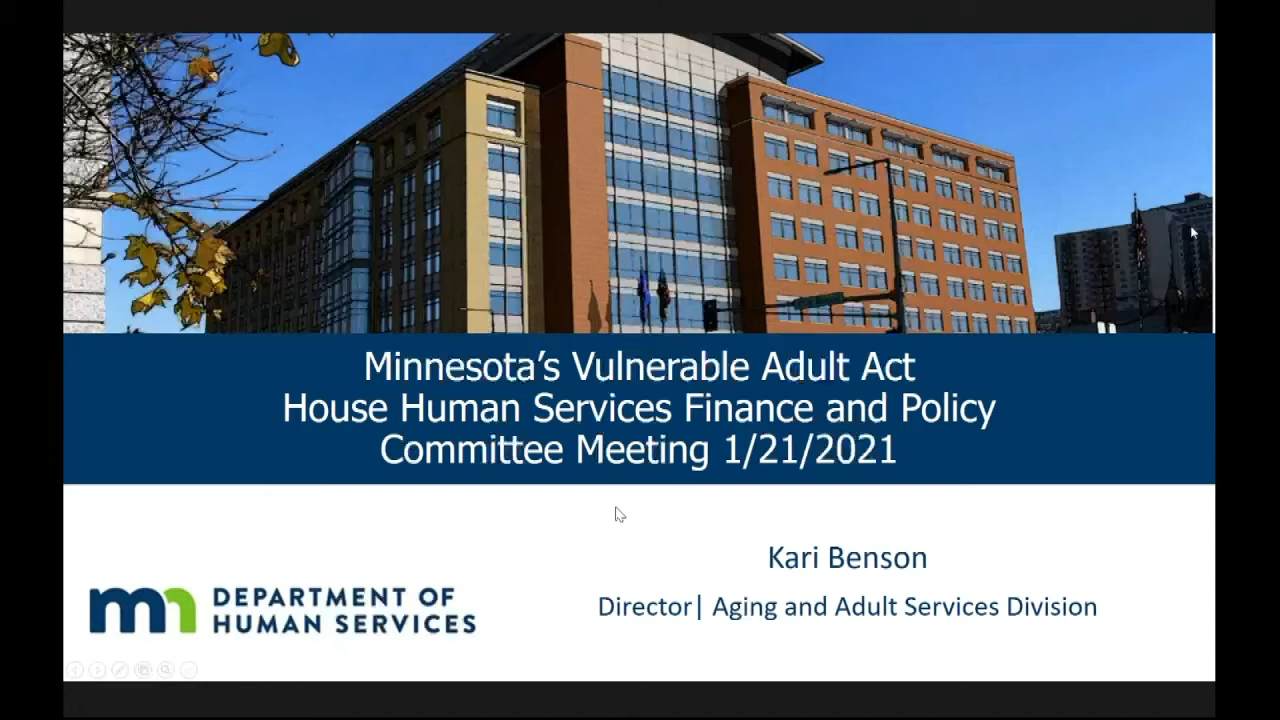 Minnesota's Vulnerable Adult Act
House Human Services Finance and Policy
Committee Meeting 1/21/2021
Kari Benson
Director| Aging and Adult Services Division
mn DEPARTMENT OF
HUMAN SERVICES